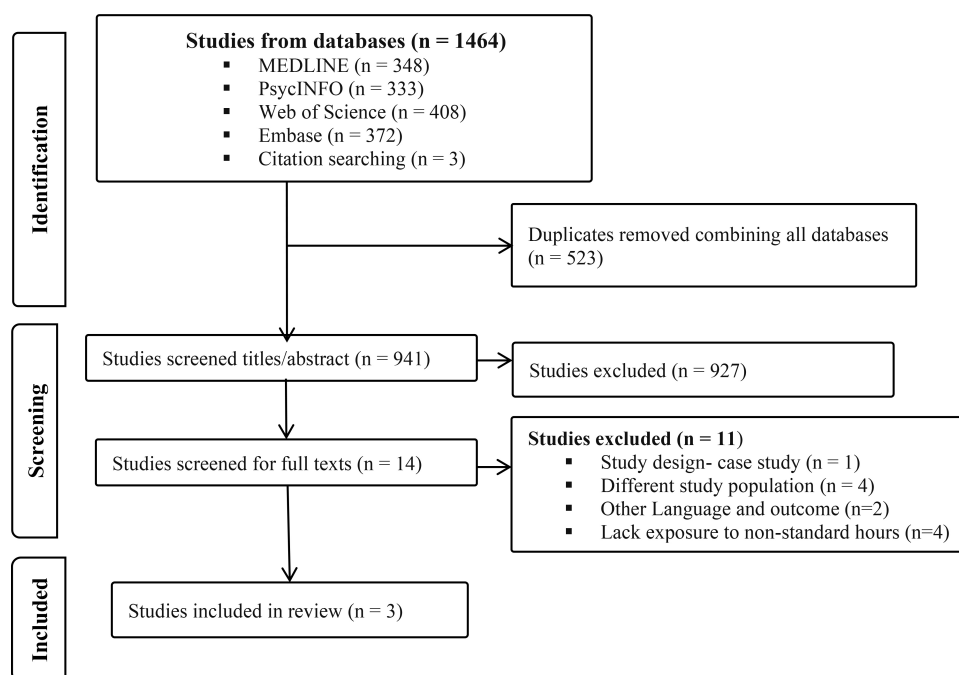 Identification
Studies from databases (n = 1464)
▪ MEDLINE (n = 348)
▪ PsycINFO (n = 333)
▪ Web of Science (n = 408)
▪ Embase (n = 372)
▪ Citation searching (n = 3)
Duplicates removed combining all databases
(n = 523)
Screening
Studies screened titles/abstract (n = 941)
Studies excluded (n = 927)
Studies screened for full texts (n = 14)
Studies excluded (n = 11)
▪ Study design- case study (n = 1)
▪ Different study population (n = 4)
▪ Other Language and outcome (n=2)
▪ Lack exposure to non-standard hours (n=4)
Included
Studies included in review (n = 3)